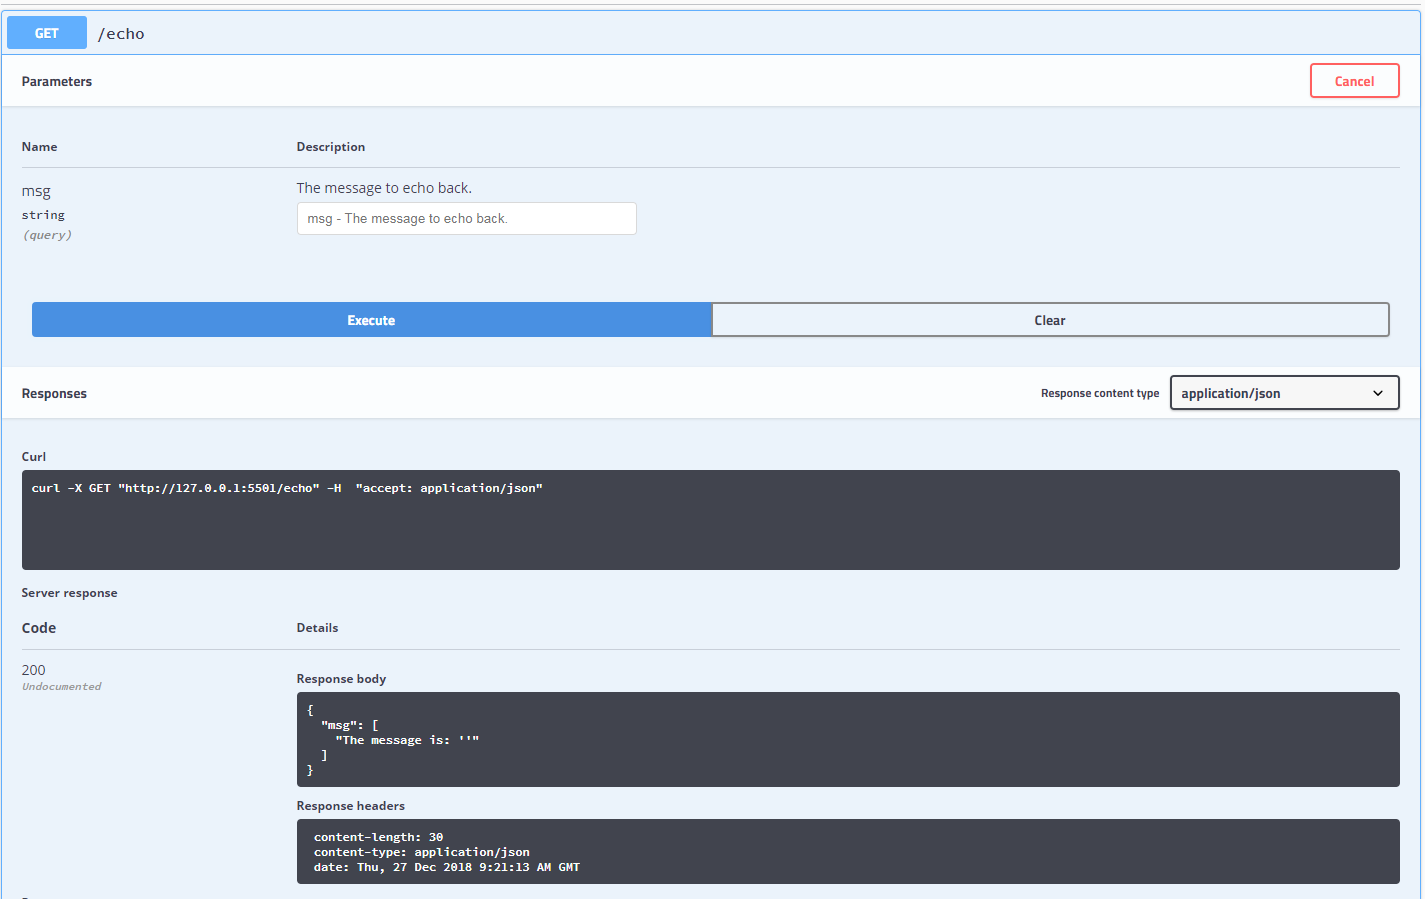 GET /echo
Parameters
Cancel
Name Description
msg The message to echo back.
string msg - The message to echo back.
(query)
Execute Clear
Responses Response content type application/json
Curl
curl -X GET "http://127.0.0.1:5501/echo" -H  "accept: application/json"
Server response
Code Details
200
Undocumented
Response body
{
  "msg": [
    "The message is: ''"
  ]
}
Response headers
content-length: 30
content-type: application/json
date: Thu, 27 Dec 2018 9:21:13 AM GMT